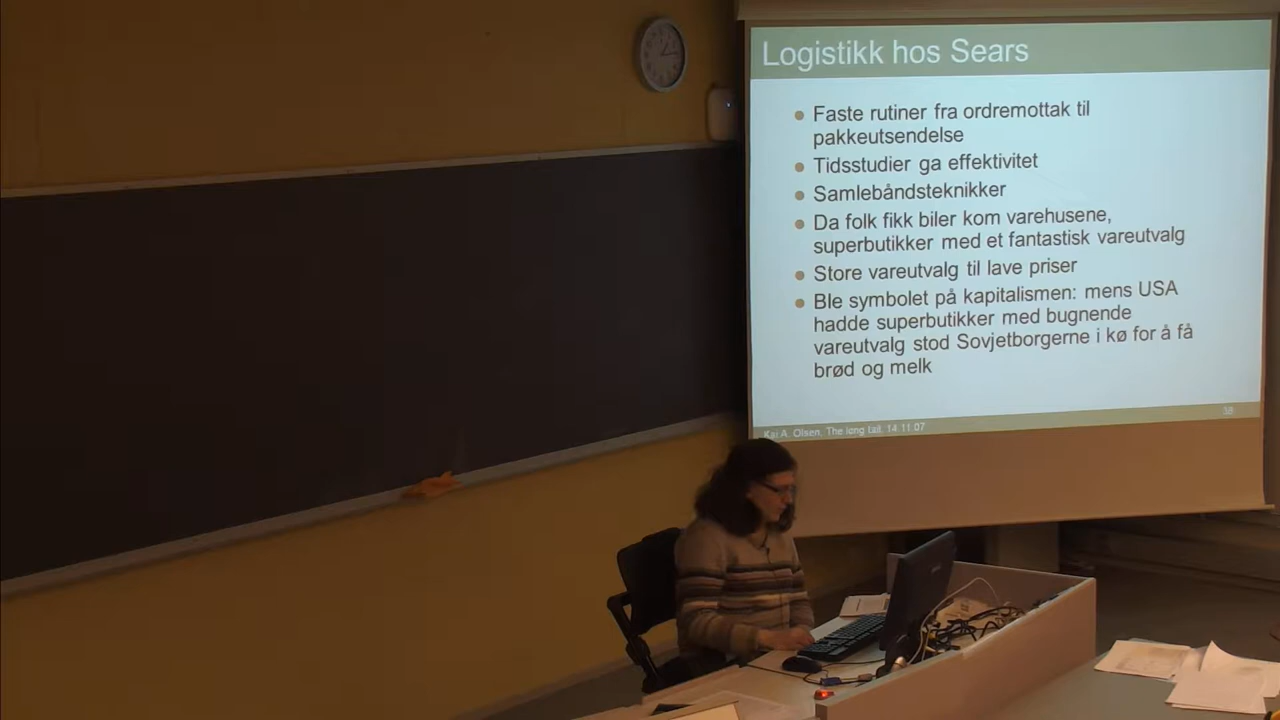 Logistikk hos Sears
Faste rutiner fra ordremottak til
pakkeutsendelse
Tidsstudier ga effektivitet
Samlebåndsteknikker
Da folk fikk biler kom varehusene,
superbutikker med et fantastisk vareutvalg
Store vareutvalg til lave priser
Ble symbolet på kapitalismen: mens USA
hadde superbutikker med bugnende
vareutvalg stod Sovjetborgerne i kø for å få
brød og melk
Kai A. Olsen, The long tail, 14.11.07